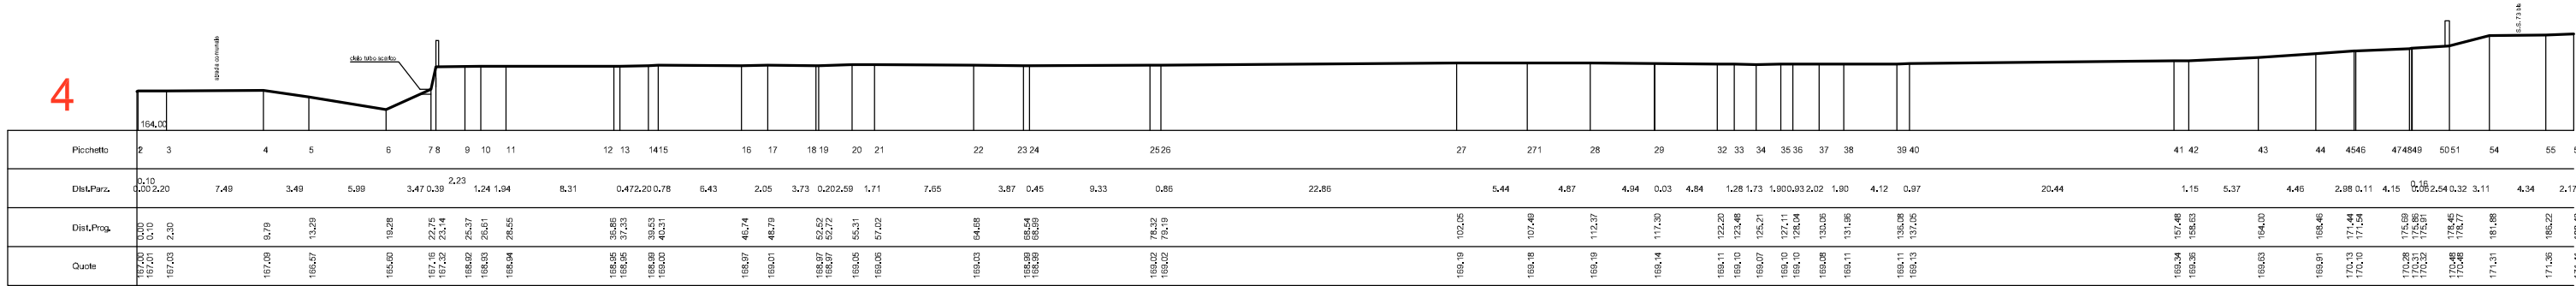 strada comunale
cielo tubo scarico
S.S.73 bis
4
164.00
Picchetto 2 3 4 5 6 7 8 9 10 11 12 13 14 15 16 17 18 19 20 21 22 23 24 25 26 27 271 28 29 32 33 34 35 36 37 38 39 40 41 42 43 44 45 46 47 48 49 50 51 54 55
Dist.Parz. 0.00 0.10 2.20 7.49 3.49 5.99 3.47 0.39 2.23 1.24 1.94 8.31 0.47 2.20 0.78 6.43 2.05 3.73 0.20 2.59 1.71 7.65 3.87 0.45 9.33 0.86 22.86 5.44 4.87 4.94 0.03 4.84 1.28 1.73 1.90 0.93 2.02 1.90 4.12 0.97 20.44 1.15 5.37 4.46 2.98 0.11 4.15 0.16 0.06 2.54 0.32 3.11 4.34 2.17
Dist.Prog. 0.00 0.10 2.30 9.79 13.29 19.28 22.75 23.14 25.37 26.61 28.55 36.86 37.33 39.53 40.31 46.74 48.79 52.52 52.72 55.31 57.02 64.68 68.54 68.99 78.32 79.19 102.05 107.49 112.37 117.30 122.20 123.48 125.21 127.11 128.04 130.06 131.96 136.08 137.05 157.48 158.63 164.00 168.46 171.44 171.54 175.69 175.86 175.91 178.45 178.77 181.88 186.22
Quote 167.00 167.01 167.03 167.09 166.57 165.60 167.16 167.32 168.92 168.93 168.94 168.95 168.95 168.99 169.00 168.97 169.01 168.97 168.97 169.05 169.06 169.03 168.99 168.99 169.02 169.02 169.19 169.18 169.19 169.14 169.11 169.10 169.07 169.10 169.10 169.08 169.11 169.11 169.13 169.34 169.36 169.63 169.91 170.13 170.10 170.28 170.31 170.32 170.48 170.48 171.31 171.36